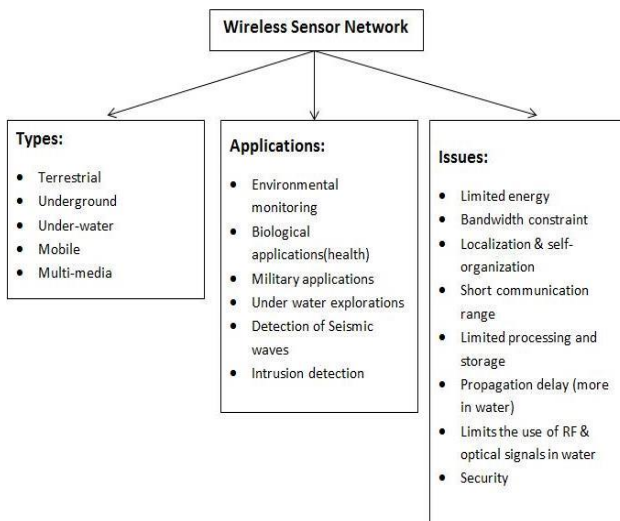 Wireless Sensor Network
Types:
• Terrestrial
• Underground
• Under-water
• Mobile
• Multi-media
Applications:
• Environmental
monitoring
• Biological
applications(health)
• Military applications
• Under water explorations
• Detection of Seismic
waves
• Intrusion detection
Issues:
• Limited energy
• Bandwidth constraint
• Localization & self-
organization
• Short communication
range
• Limited processing and
storage
• Propagation delay (more
in water)
• Limits the use of RF &
optical signals in water
• Security